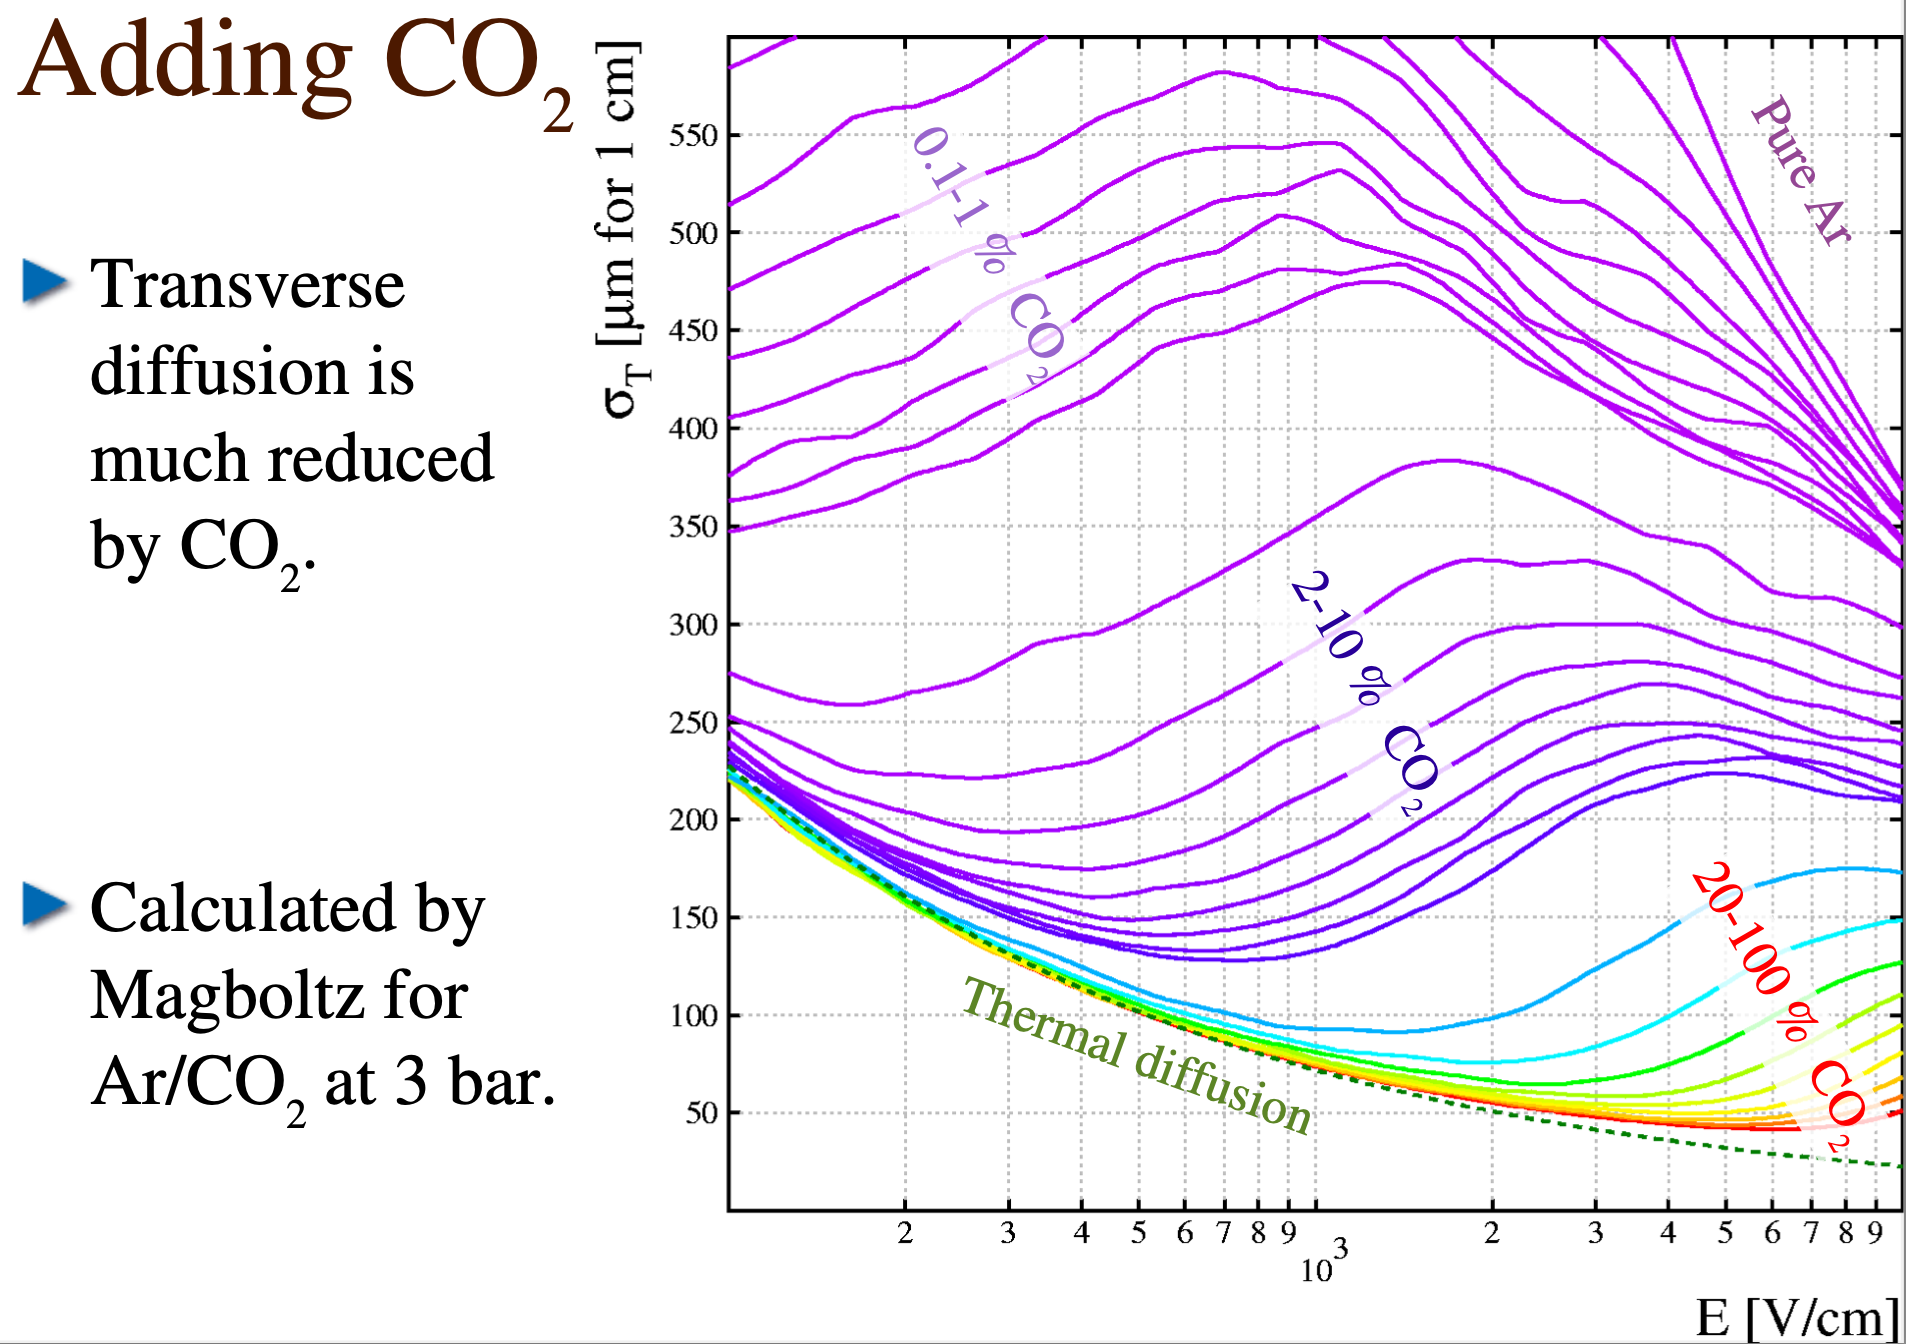 Adding CO₂
► Transverse
diffusion is
much reduced
by CO₂.
► Calculated by
Magboltz for
Ar/CO₂ at 3 bar.
σT [μm for 1 cm]
550
500
450
400
350
300
250
200
150
100
50
0.1-1 % CO₂
Pure Ar
2-10 % CO₂
20-100 % CO₂
Thermal diffusion
2 3 4 5 6 7 8 9 2 3 4 5 6 7 8 9
10³
E [V/cm]